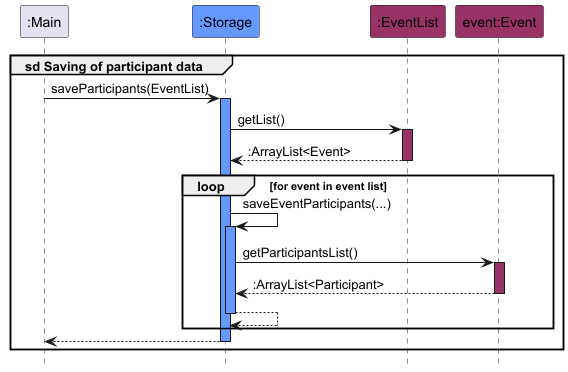 :Main
:Storage
:EventList
event:Event
sd Saving of participant data
saveParticipants(EventList)
getList()
:ArrayList<Event>
loop
[for event in event list]
saveEventParticipants(...)
getParticipantsList()
:ArrayList<Participant>